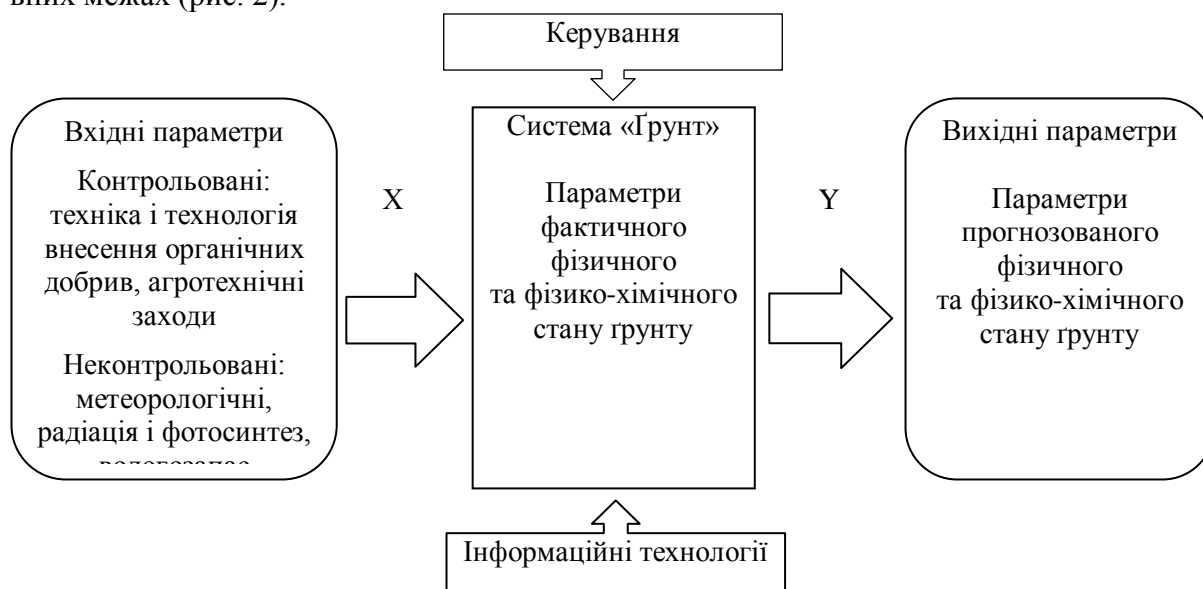 вних межах (рис. 2).
Керування
Вхідні параметри
Контрольовані:
техніка і технологія
внесення органічних
добрив, агротехнічні
заходи
Неконтрольовані:
метеорологічні,
радіація і фотосинтез,
X
Система «Ґрунт»
Параметри
фактичного
фізичного
та фізико-хімічного
стану ґрунту
Y
Вихідні параметри
Параметри
прогнозованого
фізичного
та фізико-хімічного
стану ґрунту
Інформаційні технології